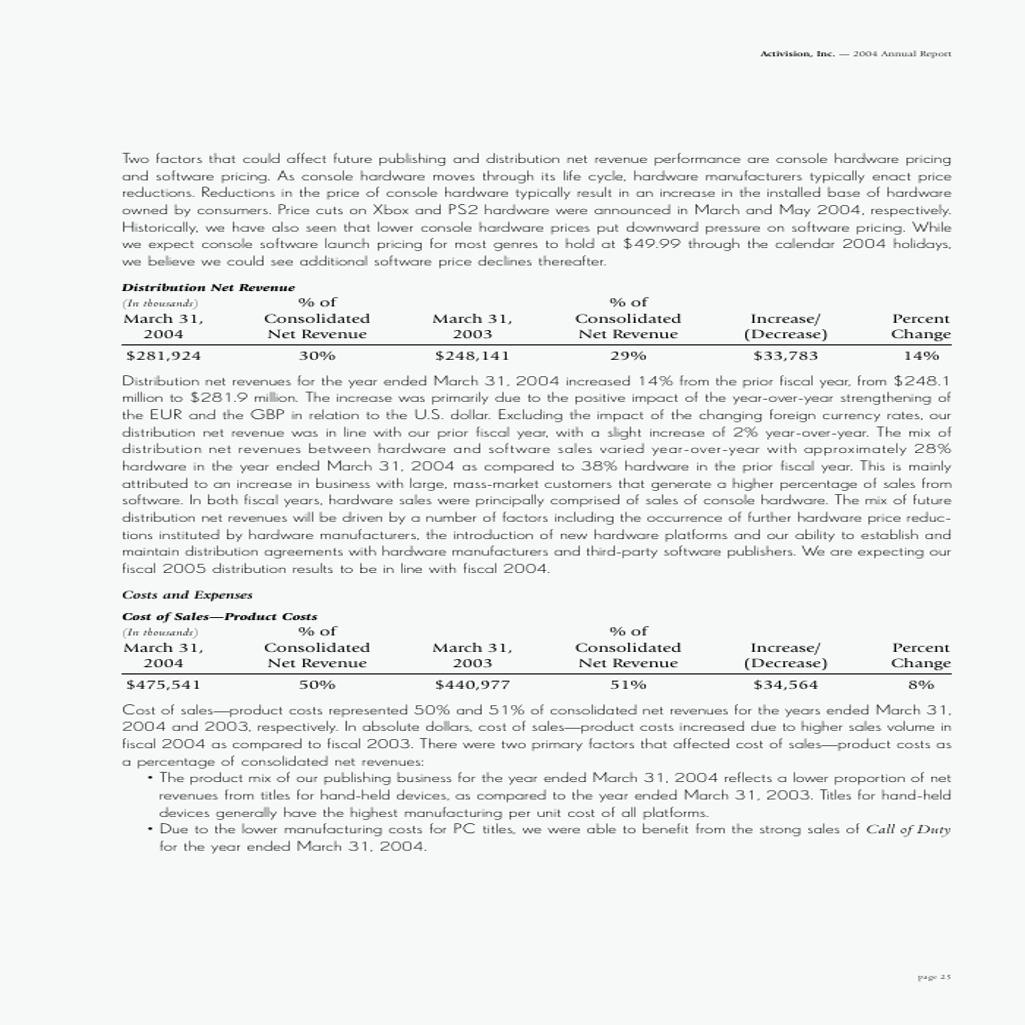 Activision, Inc. — 2004 Annual Report
Two factors that could affect future publishing and distribution net revenue performance are console hardware pricing
and software pricing. As console hardware moves through its life cycle, hardware manufacturers typically enact price
reductions. Reductions in the price of console hardware typically result in an increase in the installed base of hardware
owned by consumers. Price cuts on Xbox and PS2 hardware were announced in March and May 2004, respectively.
Historically, we have also seen that lower console hardware prices put downward pressure on software pricing. While
we expect console software launch pricing for most genres to hold at $49.99 through the calendar 2004 holidays,
we believe we could see additional software price declines thereafter.
Distribution Net Revenue
(In thousands) % of % of
March 31, Consolidated March 31, Consolidated Increase/ Percent
2004 Net Revenue 2003 Net Revenue (Decrease) Change
$281,924 30% $248,141 29% $33,783 14%
Distribution net revenues for the year ended March 31, 2004 increased 14% from the prior fiscal year, from $248.1
million to $281.9 million. The increase was primarily due to the positive impact of the year-over-year strengthening of
the EUR and the GBP in relation to the U.S. dollar. Excluding the impact of the changing foreign currency rates, our
distribution net revenue was in line with our prior fiscal year, with a slight increase of 2% year-over-year. The mix of
distribution net revenues between hardware and software sales varied year-over-year with approximately 28%
hardware in the year ended March 31, 2004 as compared to 38% hardware in the prior fiscal year. This is mainly
attributed to an increase in business with large, mass-market customers that generate a higher percentage of sales from
software. In both fiscal years, hardware sales were principally comprised of sales of console hardware. The mix of future
distribution net revenues will be driven by a number of factors including the occurrence of further hardware price reduc-
tions instituted by hardware manufacturers, the introduction of new hardware platforms and our ability to establish and
maintain distribution agreements with hardware manufacturers and third-party software publishers. We are expecting our
fiscal 2005 distribution results to be in line with fiscal 2004.
Costs and Expenses
Cost of Sales—Product Costs
(In thousands) % of % of
March 31, Consolidated March 31, Consolidated Increase/ Percent
2004 Net Revenue 2003 Net Revenue (Decrease) Change
$475,541 50% $440,977 51% $34,564 8%
Cost of sales—product costs represented 50% and 51% of consolidated net revenues for the years ended March 31,
2004 and 2003, respectively. In absolute dollars, cost of sales—product costs increased due to higher sales volume in
fiscal 2004 as compared to fiscal 2003. There were two primary factors that affected cost of sales—product costs as
a percentage of consolidated net revenues:
• The product mix of our publishing business for the year ended March 31, 2004 reflects a lower proportion of net
revenues from titles for hand-held devices, as compared to the year ended March 31, 2003. Titles for hand-held
devices generally have the highest manufacturing per unit cost of all platforms.
• Due to the lower manufacturing costs for PC titles, we were able to benefit from the strong sales of Call of Duty
for the year ended March 31, 2004.
page 25